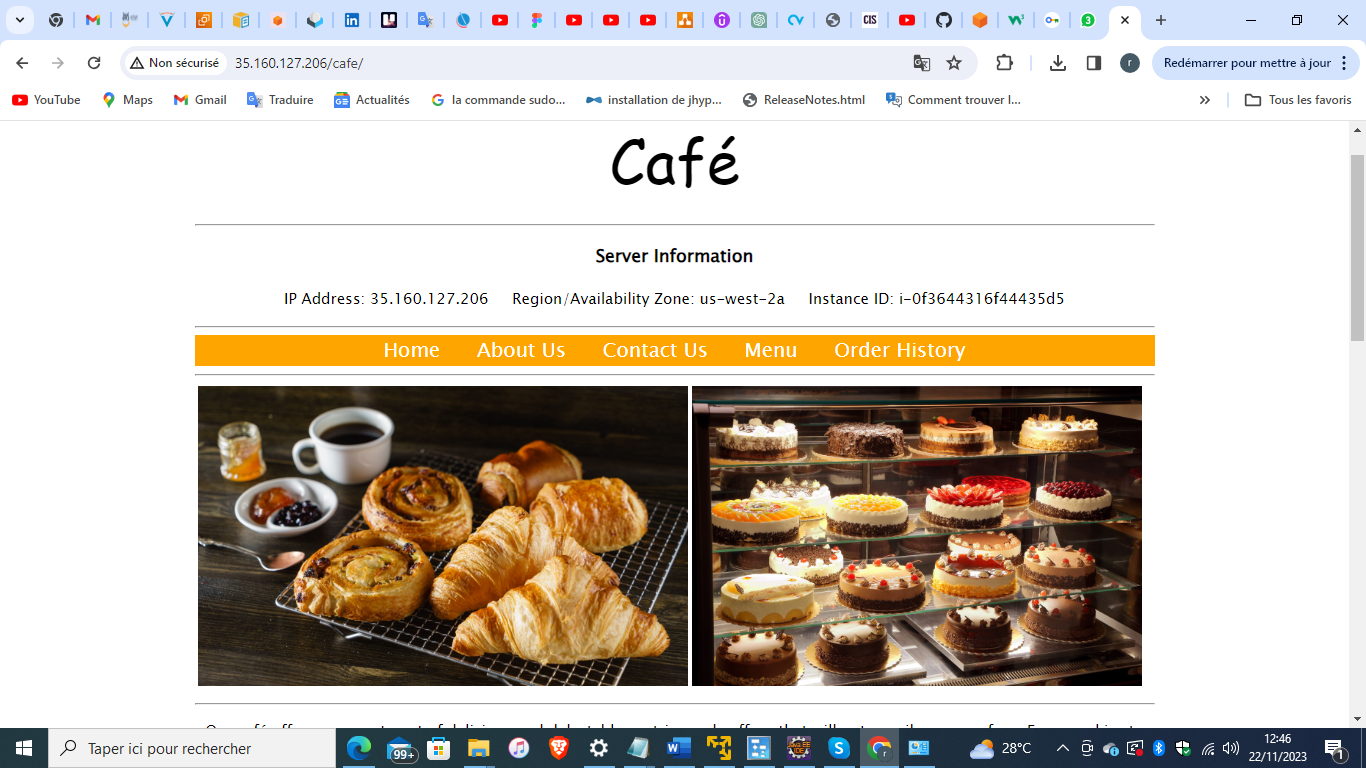 Non sécurisé 35.160.127.206/cafe/ r Redémarrer pour mettre à jour
YouTube Maps Gmail Traduire Actualités la commande sudo... installation de jhyp... ReleaseNotes.html Comment trouver l... » Tous les favoris
Café
Server Information
IP Address: 35.160.127.206 Region/Availability Zone: us-west-2a Instance ID: i-0f3644316f44435d5
Home About Us Contact Us Menu Order History
Taper ici pour rechercher 99+ 28°C 12:46
22/11/2023 1